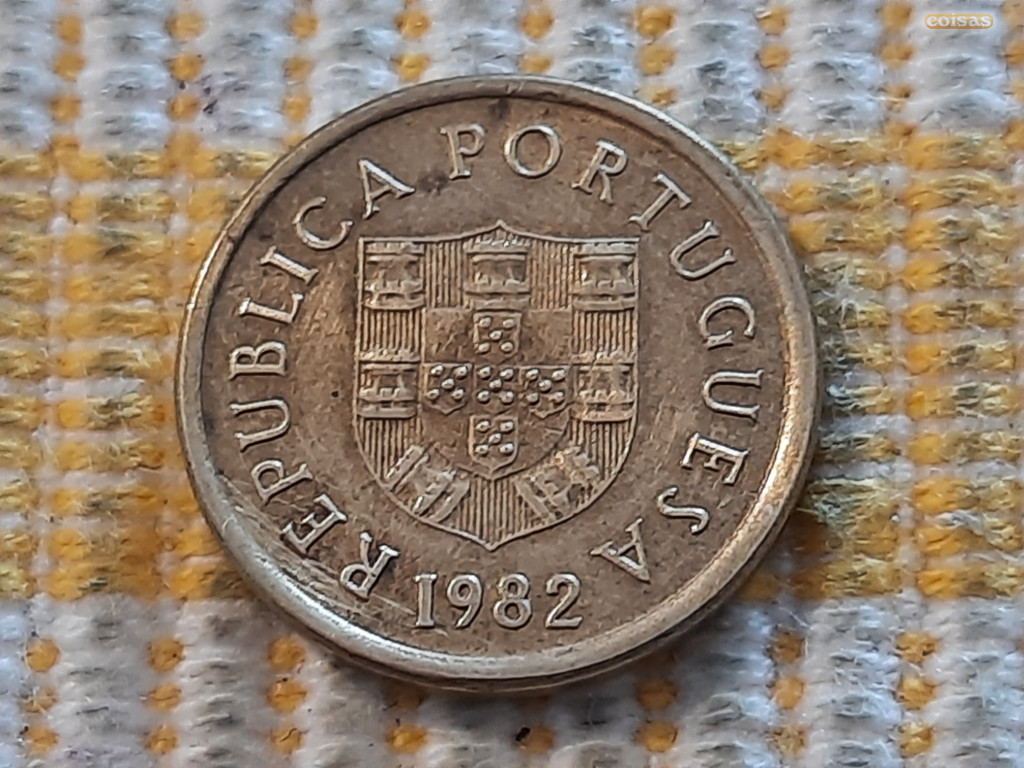 coisas
REPUBLICA PORTUGUESA
1982